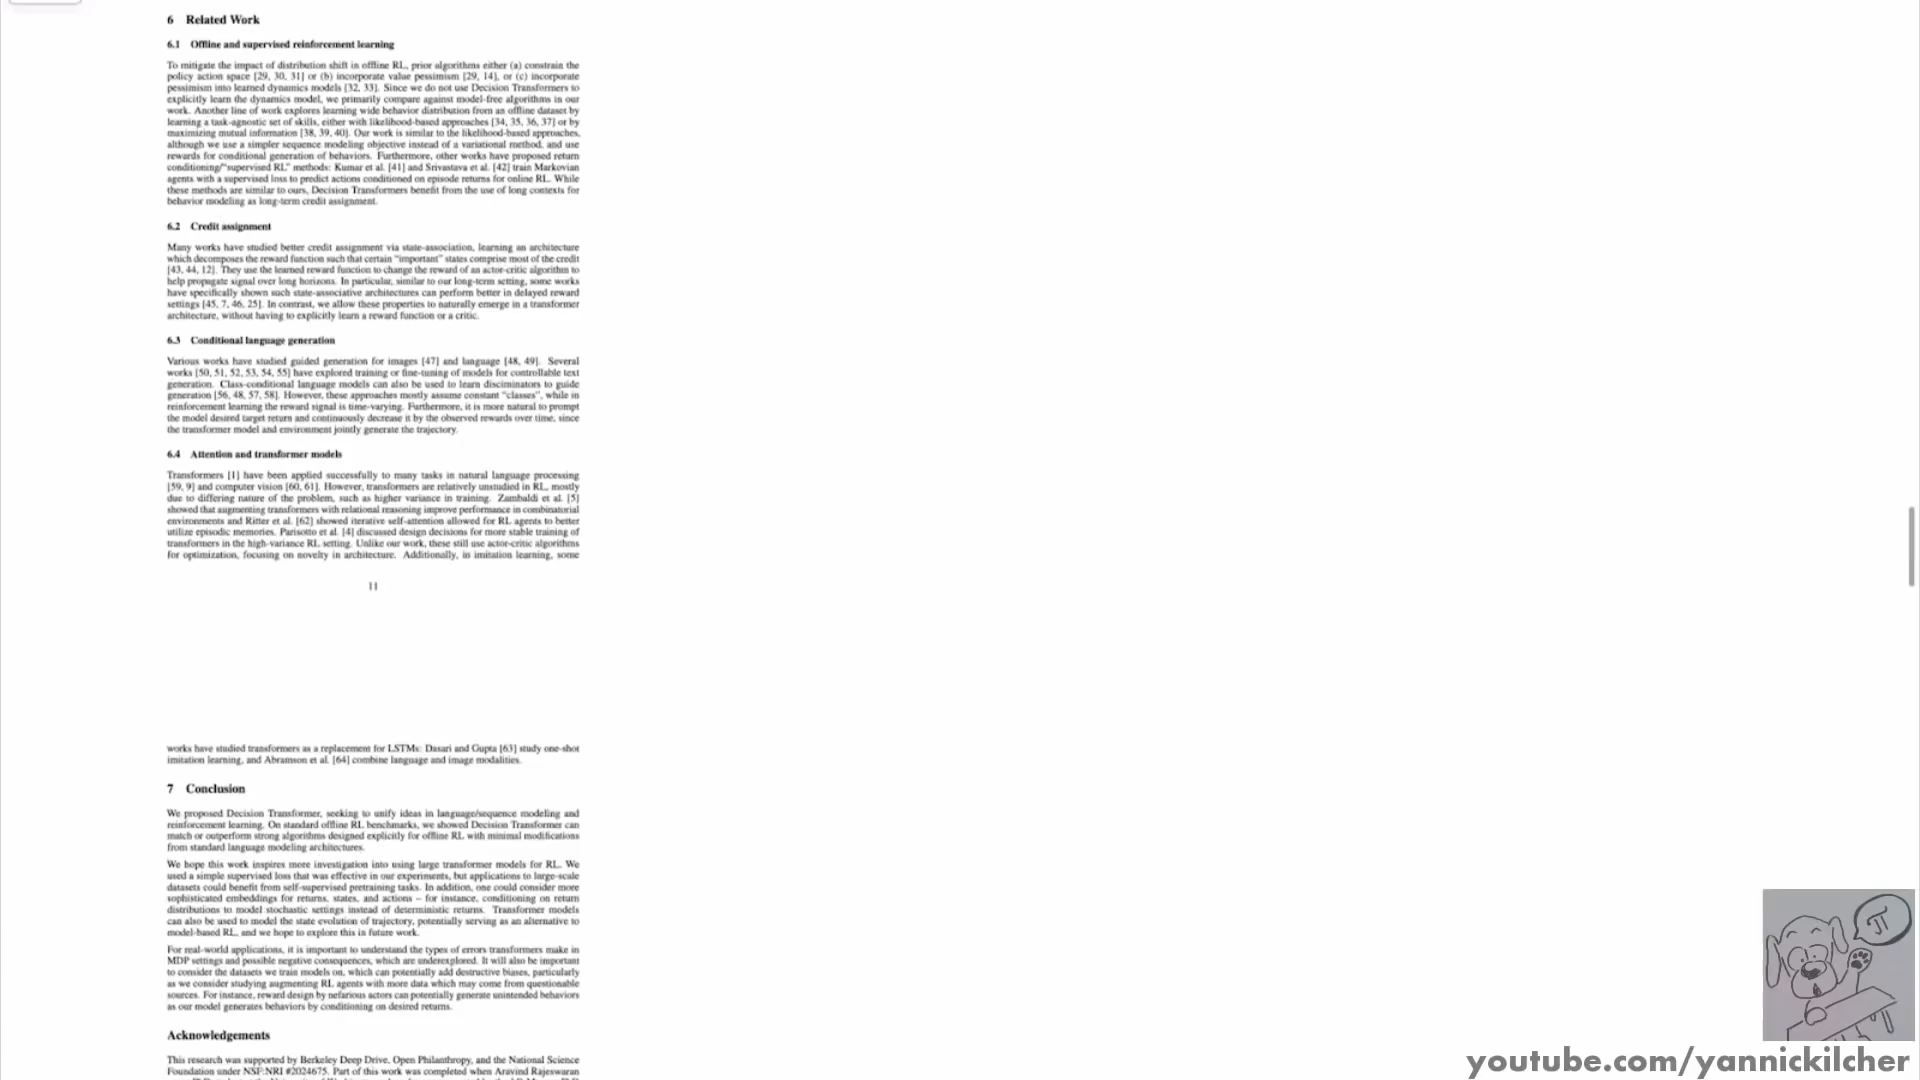 6 Related Work
6.1 Offline and supervised reinforcement learning
To mitigate the impact of distribution shift in offline RL, prior algorithms either (a) constrain the
policy action space [29, 30, 31] or (b) incorporate value pessimism [29, 14], or (c) incorporate
pessimism into learned dynamics models [32, 33]. Since we do not use Decision Transformers to
explicitly learn the dynamics model, we primarily compare against model-free algorithms in our
work. Another line of work explores learning wide behavior distribution from an offline dataset by
learning a task-agnostic set of skills, either with likelihood-based approaches [34, 35, 36, 37] or by
maximizing mutual information [38, 39, 40]. Our work is similar to the likelihood-based approaches,
although we use a simpler sequence modeling objective instead of a variational method, and use
rewards for conditional generation of behaviors. Furthermore, other works have proposed return
conditioning/"supervised RL" methods: Kumar et al. [41] and Srivastava et al. [42] train Markovian
agents with a supervised loss to predict actions conditioned on episode returns for online RL. While
these methods are similar to ours, Decision Transformers benefit from the use of long contexts for
behavior modeling as long-term credit assignment.
6.2 Credit assignment
Many works have studied better credit assignment via state-association, learning an architecture
which decomposes the reward function such that certain "important" states comprise most of the credit
[43, 44, 12]. They use the learned reward function to change the reward of an actor-critic algorithm to
help propagate signal over long horizons. In particular, similar to our long-term setting, some works
have specifically shown such state-associative architectures can perform better in delayed reward
settings [45, 7, 46, 25]. In contrast, we allow these properties to naturally emerge in a transformer
architecture, without having to explicitly learn a reward function or a critic.
6.3 Conditional language generation
Various works have studied guided generation for images [47] and language [48, 49]. Several
works [50, 51, 52, 53, 54, 55] have explored training or fine-tuning of models for controllable text
generation. Class-conditional language models can also be used to learn disciminators to guide
generation [56, 48, 57, 58]. However, these approaches mostly assume constant "classes", while in
reinforcement learning the reward signal is time-varying. Furthermore, it is more natural to prompt
the model desired target return and continuously decrease it by the observed rewards over time, since
the transformer model and environment jointly generate the trajectory.
6.4 Attention and transformer models
Transformers [1] have been applied successfully to many tasks in natural language processing
[59, 9] and computer vision [60, 61]. However, transformers are relatively unstudied in RL, mostly
due to differing nature of the problem, such as higher variance in training. Zambaldi et al. [5]
showed that augmenting transformers with relational reasoning improve performance in combinatorial
environments and Ritter et al. [62] showed iterative self-attention allowed for RL agents to better
utilize episodic memories. Parisotto et al. [4] discussed design decisions for more stable training of
transformers in the high-variance RL setting. Unlike our work, these still use actor-critic algorithms
for optimization, focusing on novelty in architecture. Additionally, in imitation learning, some
11
works have studied transformers as a replacement for LSTMs: Dasari and Gupta [63] study one-shot
imitation learning, and Abramson et al. [64] combine language and image modalities.
7 Conclusion
We proposed Decision Transformer, seeking to unify ideas in language/sequence modeling and
reinforcement learning. On standard offline RL benchmarks, we showed Decision Transformer can
match or outperform strong algorithms designed explicitly for offline RL with minimal modifications
from standard language modeling architectures.
We hope this work inspires more investigation into using large transformer models for RL. We
used a simple supervised loss that was effective in our experiments, but applications to large-scale
datasets could benefit from self-supervised pretraining tasks. In addition, one could consider more
sophisticated embeddings for returns, states, and actions – for instance, conditioning on return
distributions to model stochastic settings instead of deterministic returns. Transformer models
can also be used to model the state evolution of trajectory, potentially serving as an alternative to
model-based RL, and we hope to explore this in future work.
For real-world applications, it is important to understand the types of errors transformers make in
MDP settings and possible negative consequences, which are underexplored. It will also be important
to consider the datasets we train models on, which can potentially add destructive biases, particularly
as we consider studying augmenting RL agents with more data which may come from questionable
sources. For instance, reward design by nefarious actors can potentially generate unintended behaviors
as our model generates behaviors by conditioning on desired returns.
Acknowledgements
This research was supported by Berkeley Deep Drive, Open Philanthropy, and the National Science
Foundation under NSF:NRI #2024675. Part of this work was completed when Aravind Rajeswaran
π
youtube.com/yannickilcher